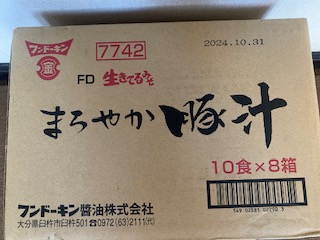 フンドーキン
7742
2024.10.31
FD 生きてるみそ
まろやか豚汁
10食×8箱
フンドーキン醤油株式会社
大分県臼杵市臼杵501☎0972(63)2111(代)